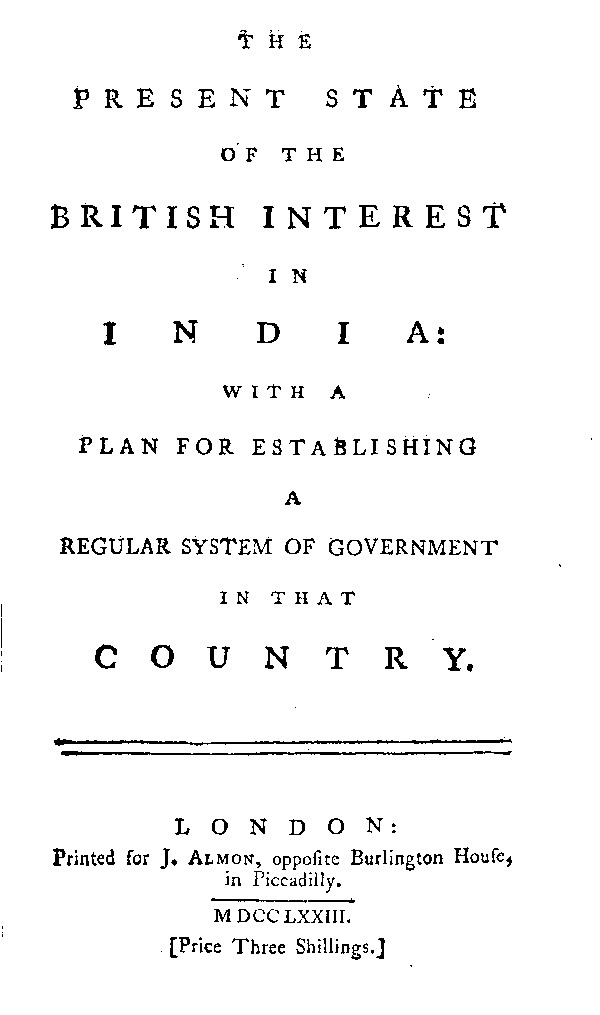 THE
PRESENT STATE
OF THE
BRITISH INTEREST
IN
INDIA:
WITH A
PLAN FOR ESTABLISHING
A
REGULAR SYSTEM OF GOVERNMENT
IN THAT
COUNTRY.
LONDON:
Printed for J. ALMON, oppoſite Burlington Houſe,
in Piccadilly.
MDCCLXXIII.
[Price Three Shillings.]